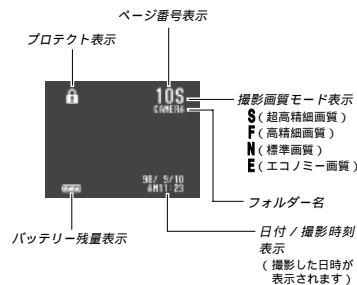 ページ番号表示
プロテクト表示
10S
CAMERA
撮影画質モード表示
S(超高精細画質)
F(高精細画質)
N(標準画質)
E(エコノミー画質)
フォルダー名
98/ 9/10
AM11:23
バッテリー残量表示
日付/撮影時刻
表示
(撮影した日時が
表示されます)